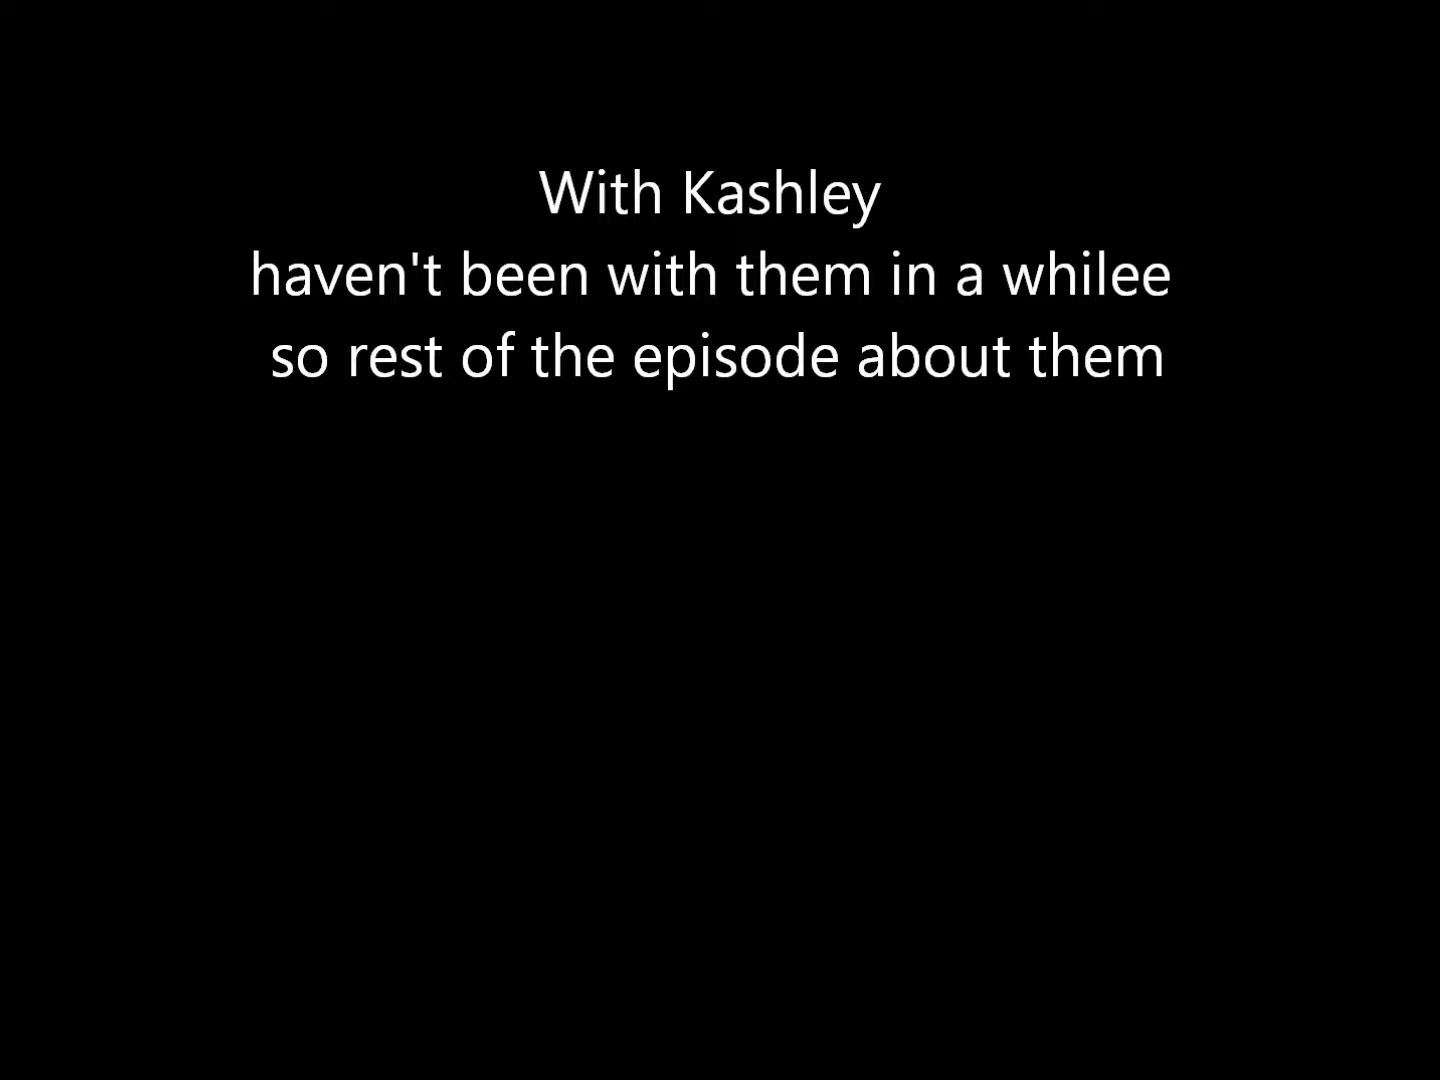 With Kashley
haven't been with them in a whilee
so rest of the episode about them